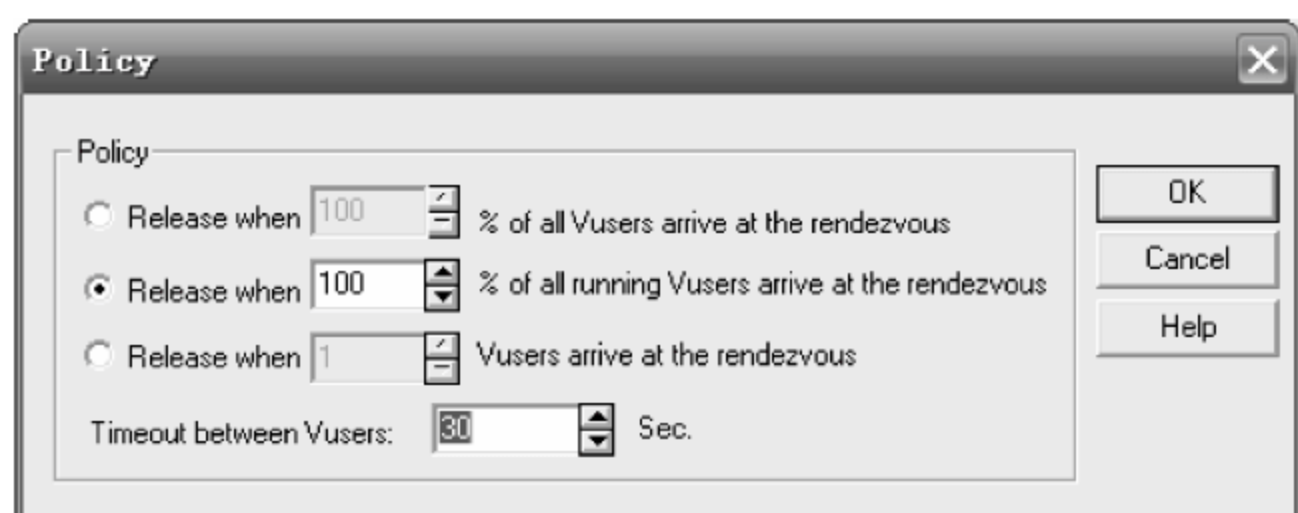 Policy
Policy
Release when 100 % of all Vusers arrive at the rendezvous
Release when 100 % of all running Vusers arrive at the rendezvous
Release when 1 Vusers arrive at the rendezvous
Timeout between Vusers: 30 Sec.
OK
Cancel
Help